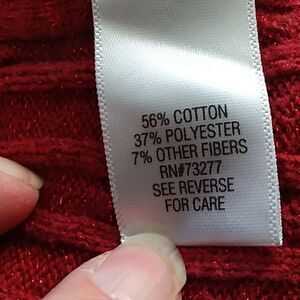 56% COTTON
37% POLYESTER
7% OTHER FIBERS
RN#73277
SEE REVERSE
FOR CARE